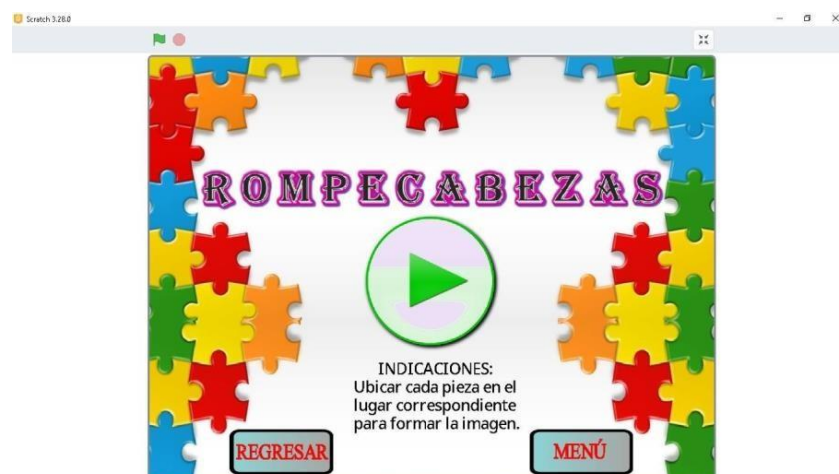 Scratch 3.28.0
ROMPECABEZAS
INDICACIONES:
Ubicar cada pieza en el
lugar correspondiente
para formar la imagen.
REGRESAR
MENÚ